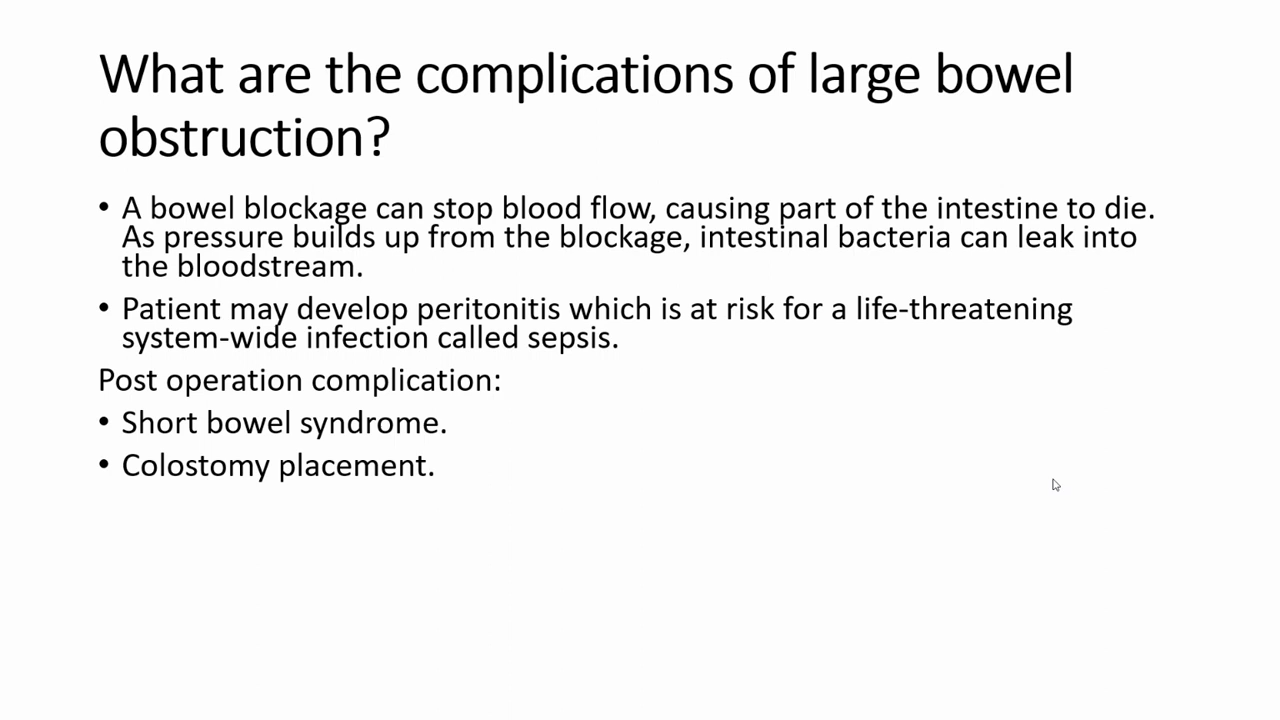 What are the complications of large bowel
obstruction?
• A bowel blockage can stop blood flow, causing part of the intestine to die.
As pressure builds up from the blockage, intestinal bacteria can leak into
the bloodstream.
• Patient may develop peritonitis which is at risk for a life-threatening
system-wide infection called sepsis.
Post operation complication:
• Short bowel syndrome.
• Colostomy placement.